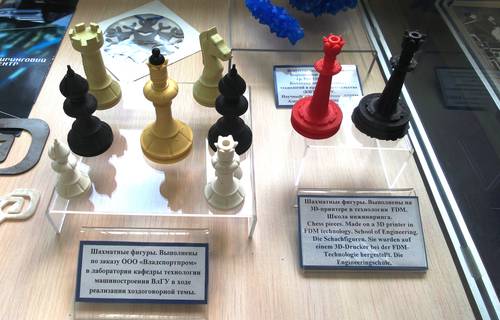 ИРИНГОВЫЙ
ЕНТР
Шахматные фигуры. Выполнены
по заказу ООО «Владспортпром»
в лаборатории кафедры технологии
машиностроения ВлГУ в ходе
реализации хоздоговорной темы.
Шахматные фигуры. Выполнены на
3D-принтере в технологии FDM.
Школа инжиниринга.
Chess pieces. Made on a 3D printer in
FDM technology. School of Engineering.
Die Schachfiguren. Sie wurden auf
einem 3D-Drucker bei der FDM-
Technologie hergestellt. Die
Engineeringschule.